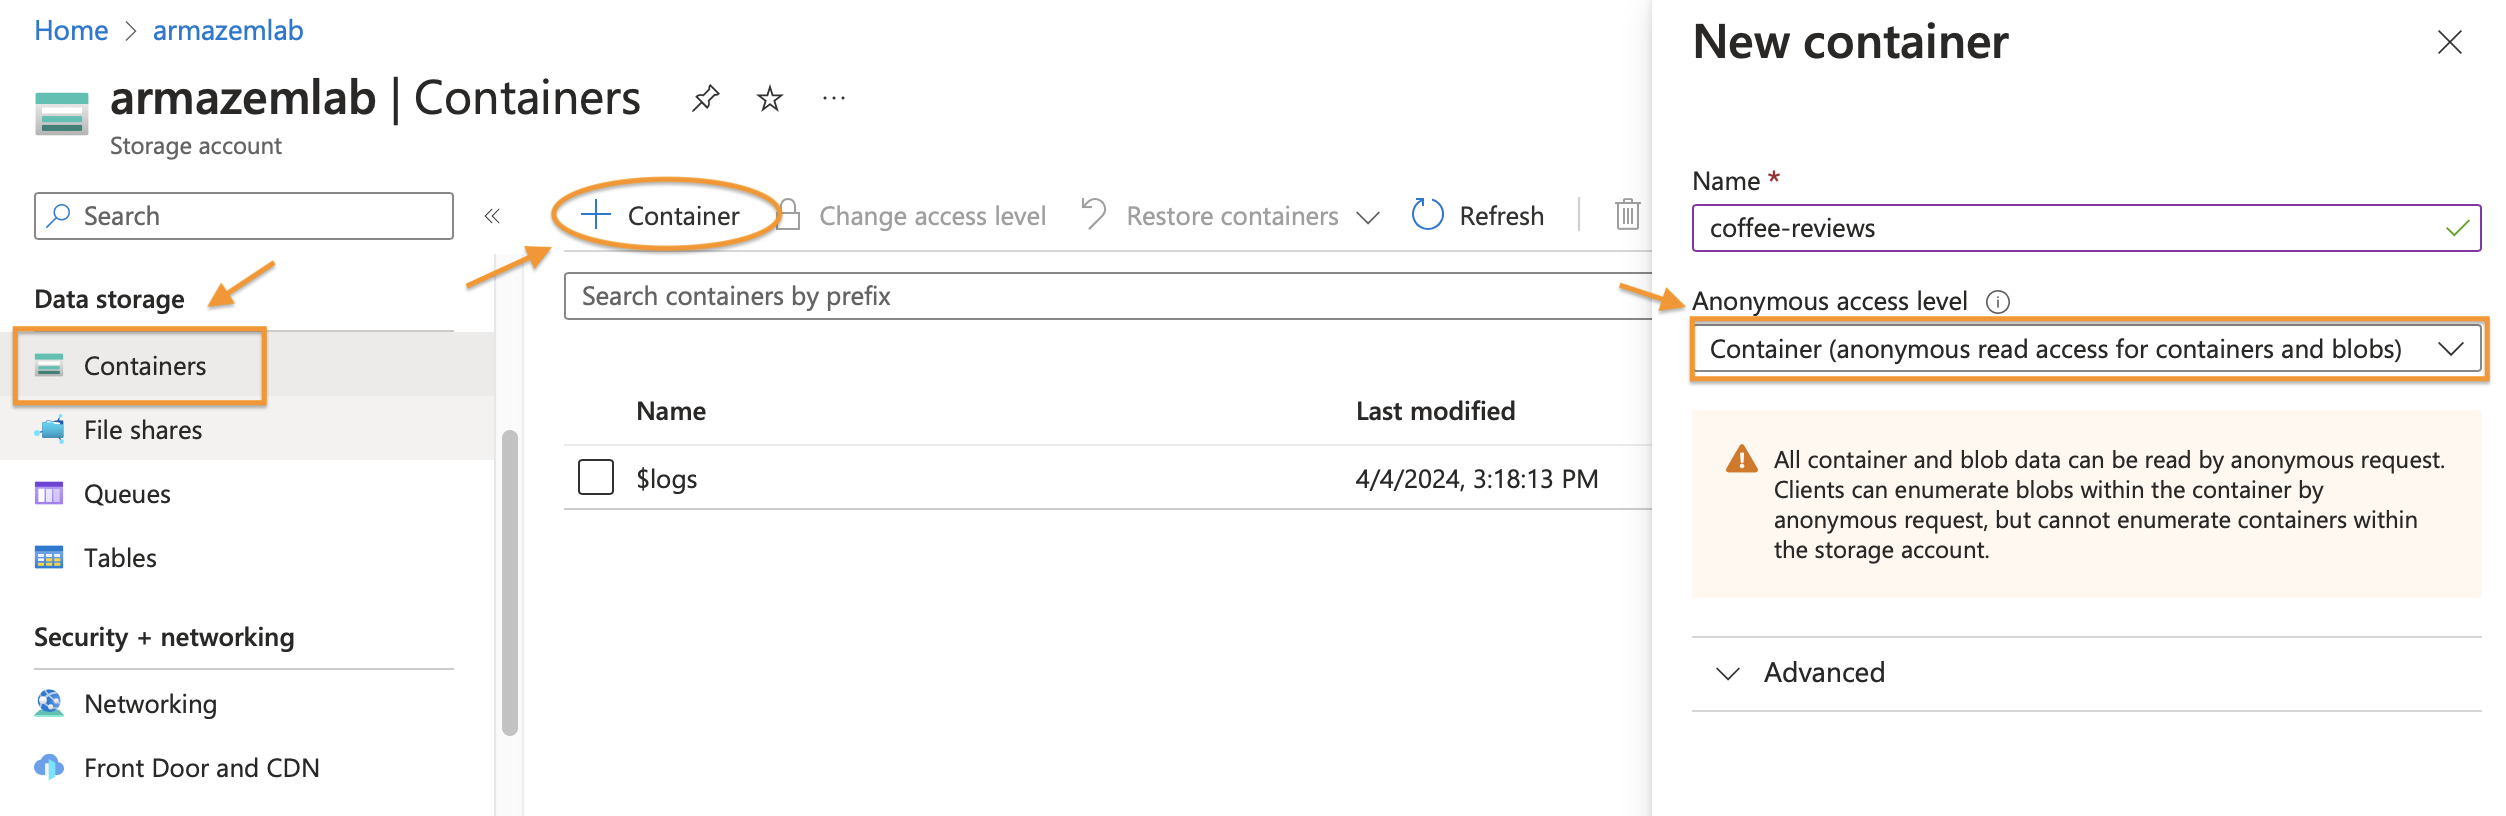 Home > armazemlab
armazemlab | Containers
Storage account
Search
Data storage
Containers
File shares
Queues
Tables
Security + networking
Networking
Front Door and CDN
Container
Change access level
Restore containers
Refresh
Search containers by prefix
Name
Last modified
$logs
4/4/2024, 3:18:13 PM
New container
Name *
coffee-reviews
Anonymous access level
Container (anonymous read access for containers and blobs)
All container and blob data can be read by anonymous request.
Clients can enumerate blobs within the container by
anonymous request, but cannot enumerate containers within
the storage account.
Advanced